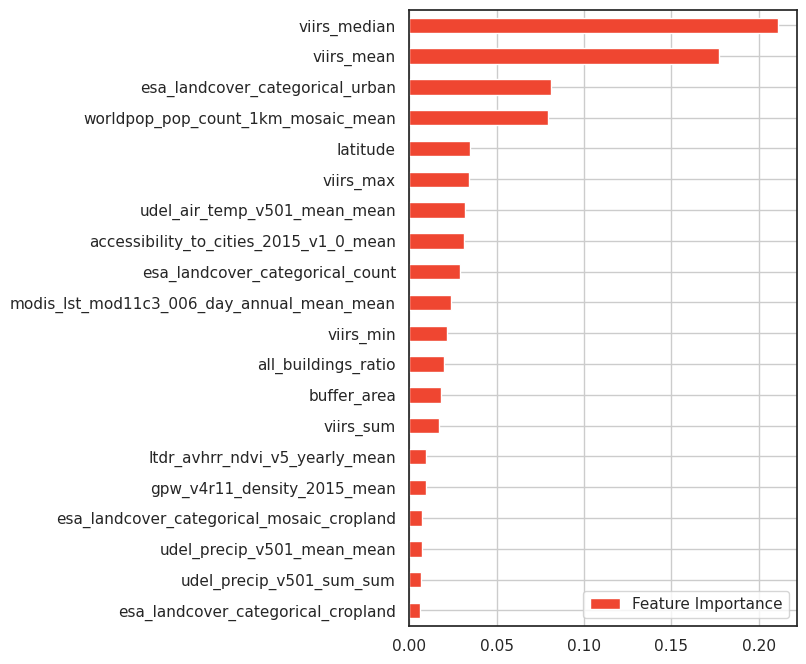 viirs_median
viirs_mean
esa_landcover_categorical_urban
worldpop_pop_count_1km_mosaic_mean
latitude
viirs_max
udel_air_temp_v501_mean_mean
accessibility_to_cities_2015_v1_0_mean
esa_landcover_categorical_count
modis_lst_mod11c3_006_day_annual_mean_mean
viirs_min
all_buildings_ratio
buffer_area
viirs_sum
ltdr_avhrr_ndvi_v5_yearly_mean
gpw_v4r11_density_2015_mean
esa_landcover_categorical_mosaic_cropland
udel_precip_v501_mean_mean
udel_precip_v501_sum_sum
esa_landcover_categorical_cropland
Feature Importance
0.00 0.05 0.10 0.15 0.20